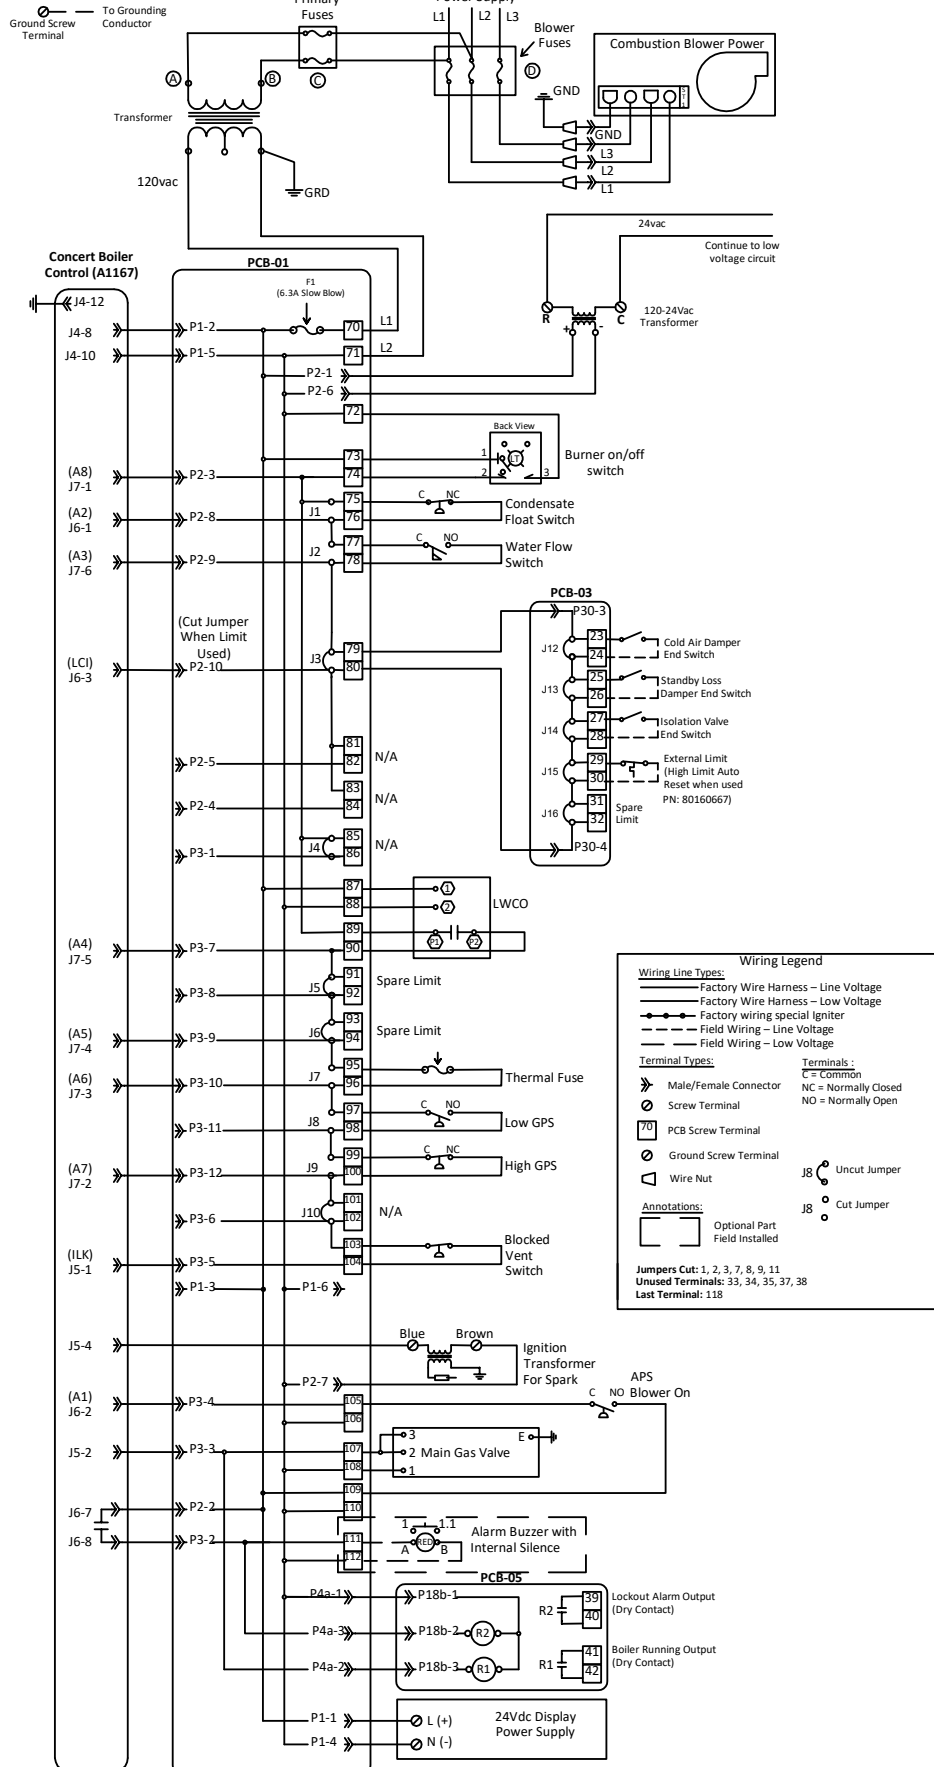 Ground Screw
Terminal
To Grounding
Conductor
Primary
Fuses
Power Supply
L1
L2
L3
Blower
Fuses
A
B
C
D
Transformer
120vac
GRD
Combustion Blower Power
ST1
GND
GND
L3
L2
L1
24vac
Continue to low
voltage circuit
R
C
+
-
120-24Vac
Transformer
Concert Boiler
Control (A1167)
PCB-01
F1
(6.3A Slow Blow)
J4-12
J4-8
P1-2
70
L1
J4-10
P1-5
71
L2
P2-1
P2-6
72
Back View
1
LT
2
3
Burner on/off
switch
73
(A8)
J7-1
P2-3
74
75
C
NC
Condensate
Float Switch
(A2)
J6-1
P2-8
J1
76
77
C
NO
Water Flow
Switch
(A3)
J7-6
P2-9
J2
78
(Cut Jumper
When Limit
Used)
(LCI)
J6-3
P2-10
J3
79
80
PCB-03
P30-3
J12
23
24
Cold Air Damper
End Switch
J13
25
26
Standby Loss
Damper End Switch
J14
27
28
Isolation Valve
End Switch
J15
29
30
External Limit
(High Limit Auto
Reset when used
PN: 80160667)
J16
31
32
Spare
Limit
P30-4
81
P2-5
82
N/A
83
P2-4
84
N/A
85
P3-1
J4
86
N/A
87
1
88
2
LWCO
89
P1
P2
(A4)
J7-5
P3-7
90
91
Spare Limit
P3-8
J5
92
93
Spare Limit
(A5)
J7-4
P3-9
J6
94
95
Thermal Fuse
(A6)
J7-3
P3-10
J7
96
97
C
NO
Low GPS
P3-11
J8
98
99
C
NC
High GPS
(A7)
J7-2
P3-12
J9
100
101
P3-6
J10
102
N/A
103
Blocked
Vent
Switch
(ILK)
J5-1
P3-5
104
P1-3
P1-6
Wiring Legend
Wiring Line Types:
Factory Wire Harness – Line Voltage
Factory Wire Harness – Low Voltage
Factory wiring special Igniter
Field Wiring – Line Voltage
Field Wiring – Low Voltage
Terminal Types:
Male/Female Connector
Screw Terminal
70
PCB Screw Terminal
Ground Screw Terminal
Wire Nut
Terminals :
C = Common
NC = Normally Closed
NO = Normally Open
J8
Uncut Jumper
J8
Cut Jumper
Annotations:
Optional Part
Field Installed
Jumpers Cut: 1, 2, 3, 7, 8, 9, 11
Unused Terminals: 33, 34, 35, 37, 38
Last Terminal: 118
J5-4
Blue
Brown
Ignition
Transformer
For Spark
P2-7
APS
Blower On
C
NO
(A1)
J6-2
P3-4
105
106
J5-2
P3-3
107
108
3
2 Main Gas Valve
1
E
109
J6-7
P2-2
110
J6-8
P3-2
111
112
1
1.1
A
RED
B
Alarm Buzzer with
Internal Silence
PCB-05
P4a-1
P18b-1
P4a-3
P18b-2
R2
P4a-2
P18b-3
R1
R2
39
40
Lockout Alarm Output
(Dry Contact)
R1
41
42
Boiler Running Output
(Dry Contact)
P1-1
L (+)
P1-4
N (-)
24Vdc Display
Power Supply